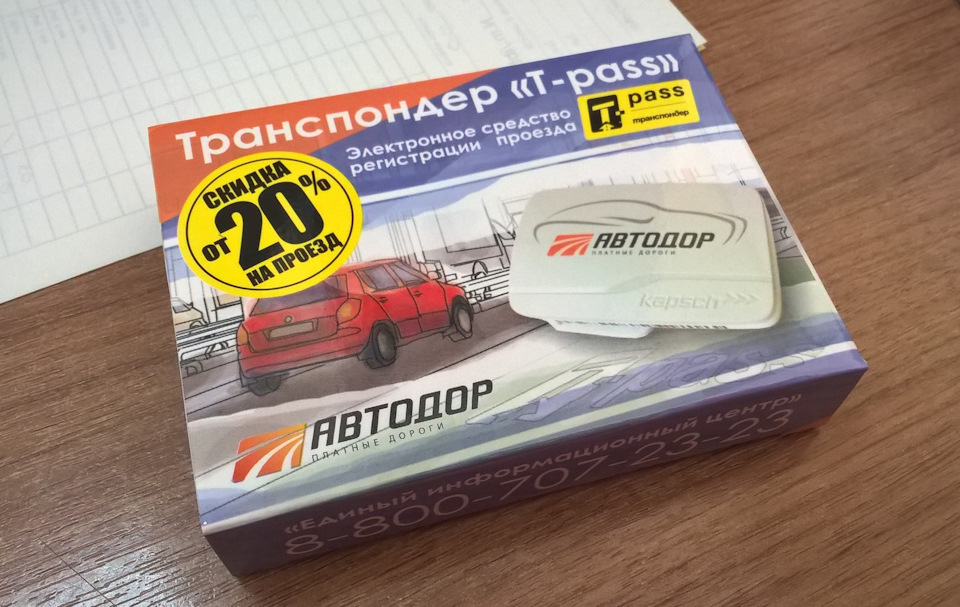 Транспондер «T-pass»
Электронное средство
регистрации проезда
T-pass
транспондер
СКИДКА
от 20%
НА ПРОЕЗД
АВТОДОР
ПЛАТНЫЕ ДОРОГИ
kapsch >>>
АВТОДОР
ПЛАТНЫЕ ДОРОГИ
«T-pass»
«Единый информационный центр»
8-800-707-23-23